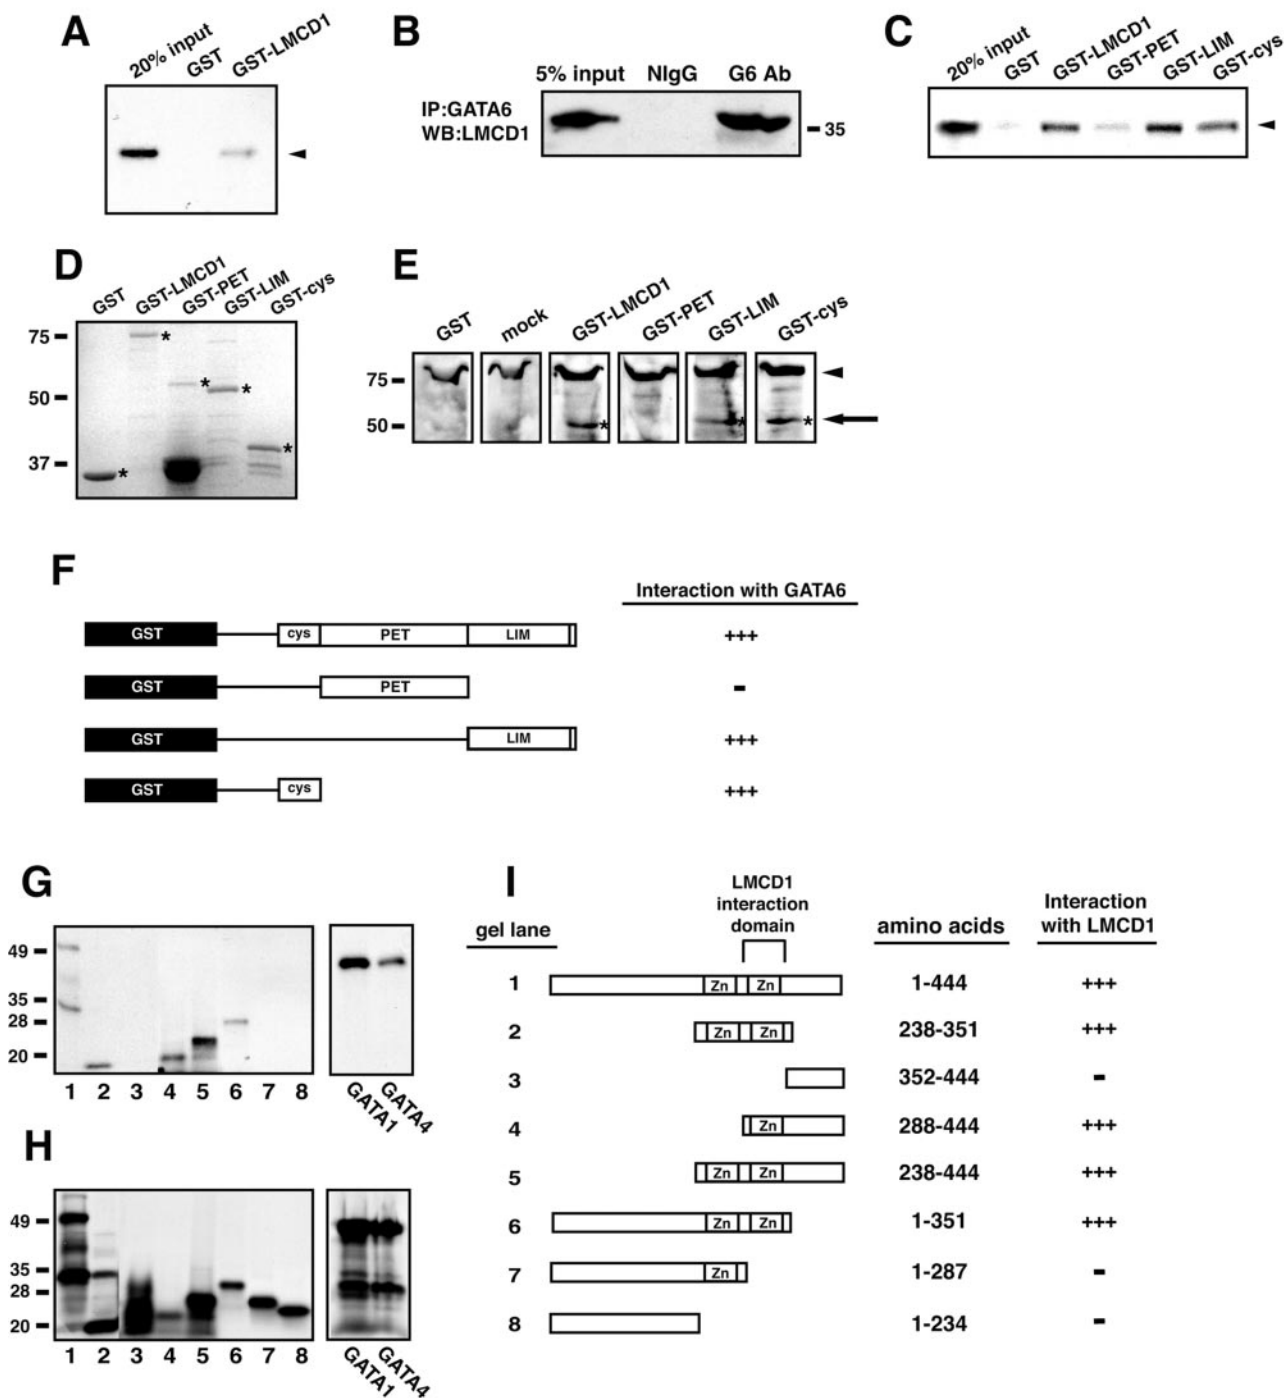 A
20% input
GST
GST-LMCD1
B
5% input
NIgG
G6 Ab
IP:GATA6
WB:LMCD1
35
C
20% input
GST
GST-LMCD1
GST-PET
GST-LIM
GST-cys
D
GST
GST-LMCD1
GST-PET
GST-LIM
GST-cys
75
50
37
*
*
*
*
*
E
GST
mock
GST-LMCD1
GST-PET
GST-LIM
GST-cys
75
50
*
*
*
F
Interaction with GATA6
GST cys PET LIM +++
GST PET -
GST LIM +++
GST cys +++
G
49
35
28
20
1 2 3 4 5 6 7 8
GATA1
GATA4
H
49
35
28
20
1 2 3 4 5 6 7 8
GATA1
GATA4
I
gel lane
LMCD1
interaction
domain
amino acids
Interaction
with LMCD1
1 Zn Zn 1-444 +++
2 Zn Zn 238-351 +++
3 352-444 -
4 Zn 288-444 +++
5 Zn Zn 238-444 +++
6 Zn Zn 1-351 +++
7 Zn 1-287 -
8 1-234 -